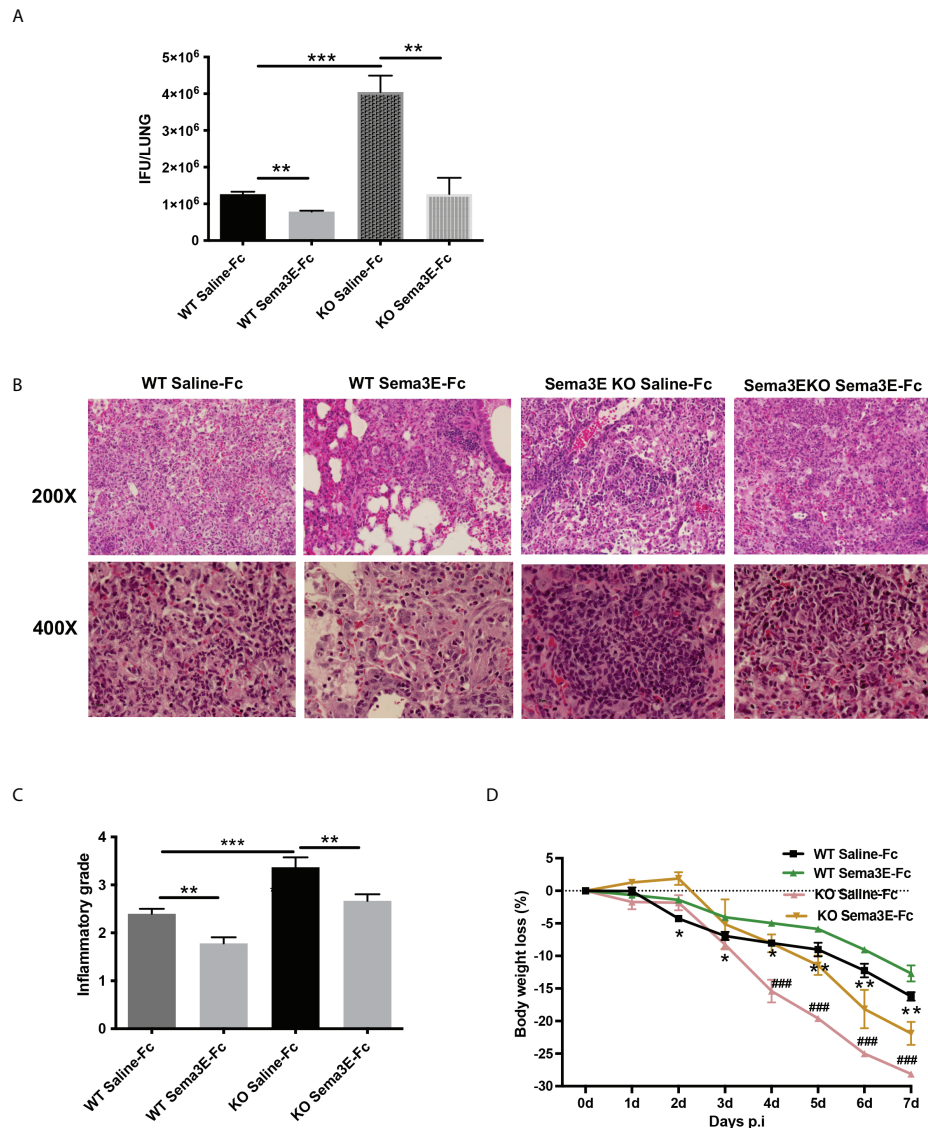 A
***
**
5×10⁶
4×10⁶
3×10⁶
2×10⁶
1×10⁶
0
**
IFU/LUNG
WT Saline-Fc
WT Sema3E-Fc
KO Saline-Fc
KO Sema3E-Fc
B
WT Saline-Fc
WT Sema3E-Fc
Sema3E KO Saline-Fc
Sema3EKO Sema3E-Fc
200X
400X
C
4
3
2
1
0
***
**
**
Inflammatory grade
WT Saline-Fc
WT Sema3E-Fc
KO Saline-Fc
KO Sema3E-Fc
D
WT Saline-Fc
WT Sema3E-Fc
KO Saline-Fc
KO Sema3E-Fc
5
0
-5
-10
-15
-20
-25
-30
Body weight loss (%)
*
*
*
**
**
**
###
###
###
###
0d 1d 2d 3d 4d 5d 6d 7d
Days p.i